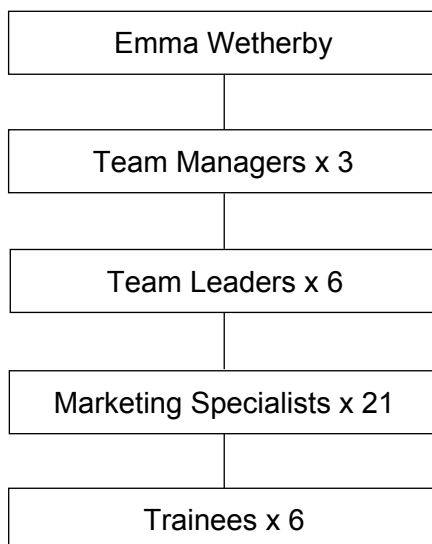 Emma Wetherby
Team Managers x 3
Team Leaders x 6
Marketing Specialists x 21
Trainees x 6